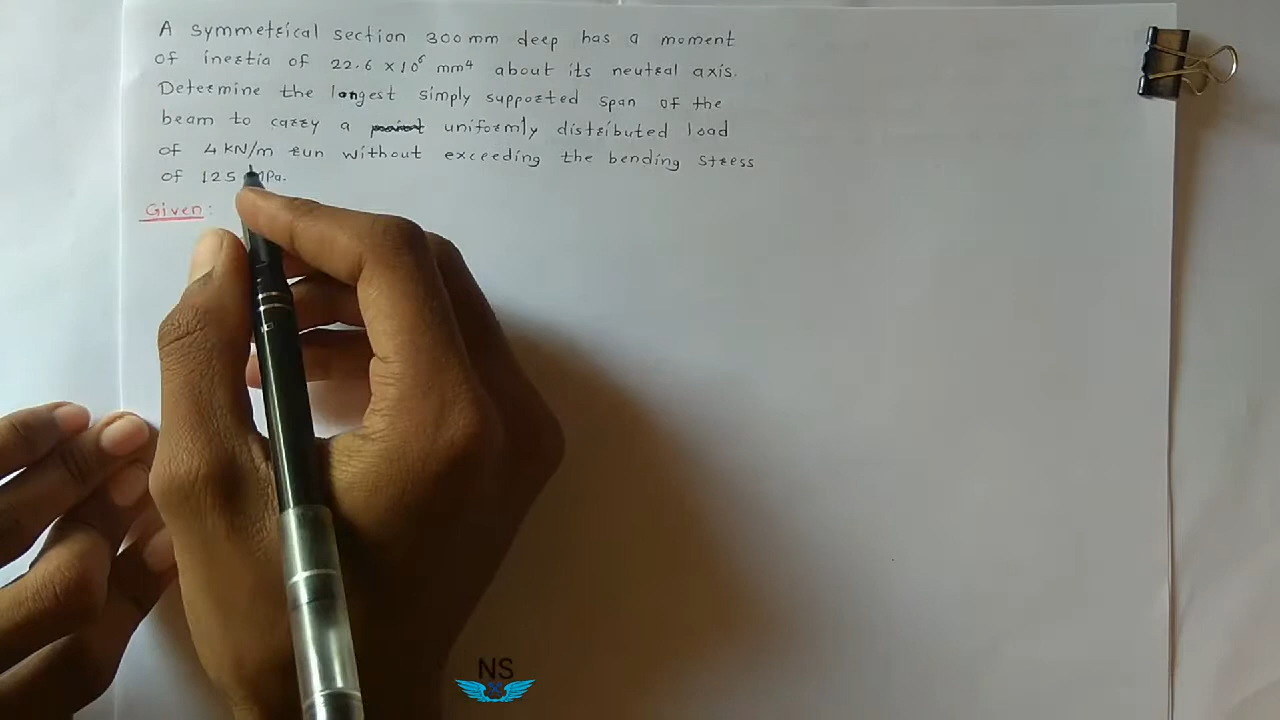 A symmetrical section 300 mm deep has a moment
of inertia of 22.6 × 10⁶ mm⁴ about its neutral axis.
Determine the longest simply supported span of the
beam to carry a uniformly distributed load
of 4 kN/m run without exceeding the bending stress
of 125 MPa.
Given:
NS